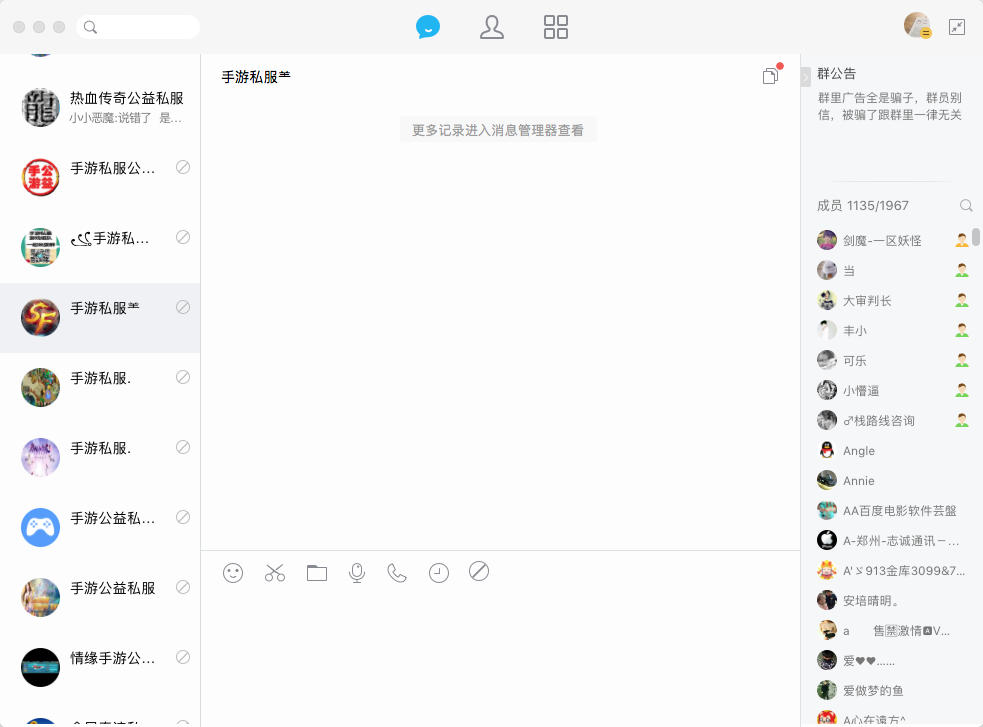 热血传奇公益私服
小小恶魔:说错了 是...
手游私服公...
手游私...
手游私服
手游私服.
手游私服.
手游公益私...
手游公益私服
情缘手游公...
手游私服
更多记录进入消息管理器查看
群公告
群里广告全是骗子，群员别
信，被骗了跟群里一律无关
成员 1135/1967
剑魔-一区妖怪
当
大审判长
丰小
可乐
小懵逼
♂栈路线咨询
Angle
Annie
AA百度电影软件芸盤
A-郑州-志诚通讯－...
A'ゞ913金库3099&7...
安培晴明。
a 售🈲激情🅰V...
爱♥♥......
爱做梦的鱼
A心在遠方^